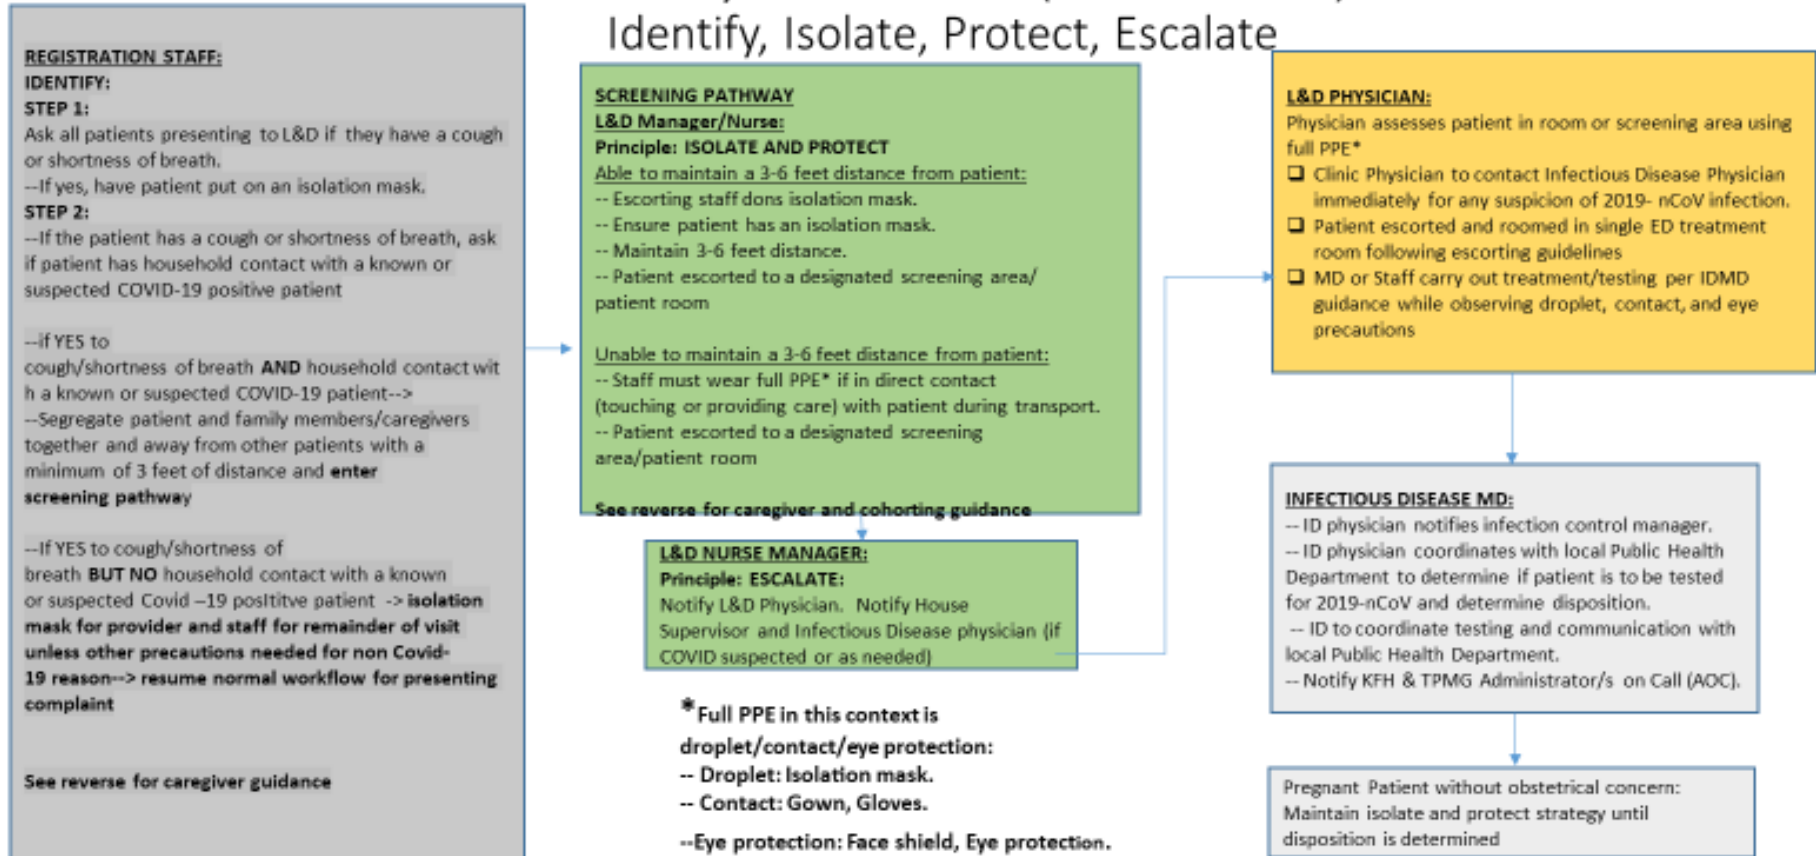 Identify, Isolate, Protect, Escalate
REGISTRATION STAFF:
IDENTIFY:
STEP 1:
Ask all patients presenting to L&D if they have a cough
or shortness of breath.
--If yes, have patient put on an isolation mask.
STEP 2:
--If the patient has a cough or shortness of breath, ask
if patient has household contact with a known or
suspected COVID-19 positive patient
--if YES to
cough/shortness of breath AND household contact wit
h a known or suspected COVID-19 patient-->
--Segregate patient and family members/caregivers
together and away from other patients with a
minimum of 3 feet of distance and enter
screening pathway
--If YES to cough/shortness of
breath BUT NO household contact with a known
or suspected Covid –19 posItitve patient -> isolation
mask for provider and staff for remainder of visit
unless other precautions needed for non Covid-
19 reason--> resume normal workflow for presenting
complaint
See reverse for caregiver guidance
SCREENING PATHWAY
L&D Manager/Nurse:
Principle: ISOLATE AND PROTECT
Able to maintain a 3-6 feet distance from patient:
-- Escorting staff dons isolation mask.
-- Ensure patient has an isolation mask.
-- Maintain 3-6 feet distance.
-- Patient escorted to a designated screening area/
patient room
Unable to maintain a 3-6 feet distance from patient:
-- Staff must wear full PPE* if in direct contact
(touching or providing care) with patient during transport.
-- Patient escorted to a designated screening
area/patient room
See reverse for caregiver and cohorting guidance
L&D NURSE MANAGER:
Principle: ESCALATE:
Notify L&D Physician. Notify House
Supervisor and Infectious Disease physician (if
COVID suspected or as needed)
*Full PPE in this context is
droplet/contact/eye protection:
-- Droplet: Isolation mask.
-- Contact: Gown, Gloves.
--Eye protection: Face shield, Eye protection.
L&D PHYSICIAN:
Physician assesses patient in room or screening area using
full PPE*
❑ Clinic Physician to contact Infectious Disease Physician
immediately for any suspicion of 2019- nCoV infection.
❑ Patient escorted and roomed in single ED treatment
room following escorting guidelines
❑ MD or Staff carry out treatment/testing per IDMD
guidance while observing droplet, contact, and eye
precautions
INFECTIOUS DISEASE MD:
-- ID physician notifies infection control manager.
-- ID physician coordinates with local Public Health
Department to determine if patient is to be tested
for 2019-nCoV and determine disposition.
-- ID to coordinate testing and communication with
local Public Health Department.
-- Notify KFH & TPMG Administrator/s on Call (AOC).
Pregnant Patient without obstetrical concern:
Maintain isolate and protect strategy until
disposition is determined